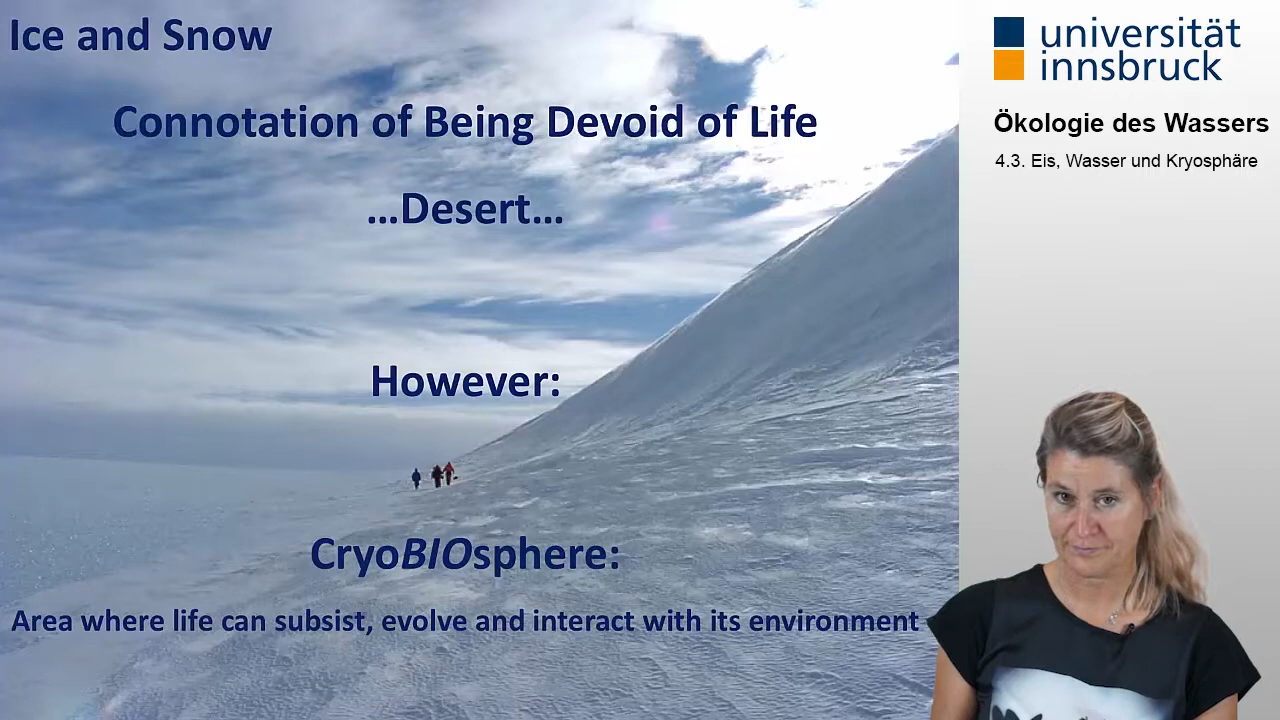 Ice and Snow
Connotation of Being Devoid of Life
...Desert...
However:
CryoBIOsphere:
Area where life can subsist, evolve and interact with its environment
universität
innsbruck
Ökologie des Wassers
4.3. Eis, Wasser und Kryosphäre